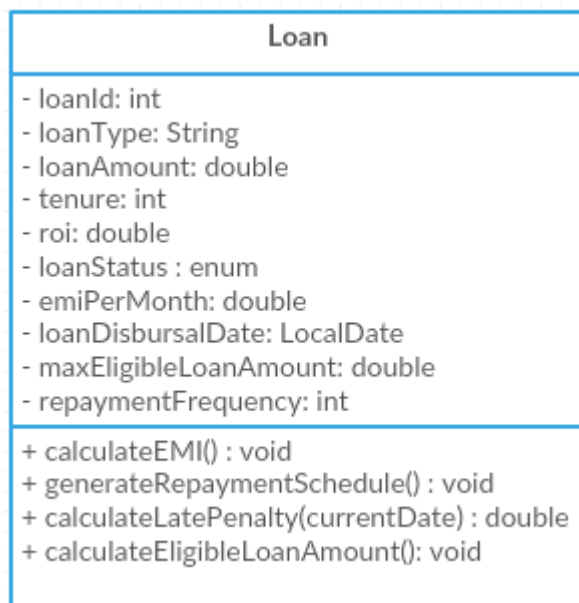 Loan
- loanId: int
- loanType: String
- loanAmount: double
- tenure: int
- roi: double
- loanStatus : enum
- emiPerMonth: double
- loanDisbursalDate: LocalDate
- maxEligibleLoanAmount: double
- repaymentFrequency: int
+ calculateEMI() : void
+ generateRepaymentSchedule() : void
+ calculateLatePenalty(currentDate) : double
+ calculateEligibleLoanAmount(): void